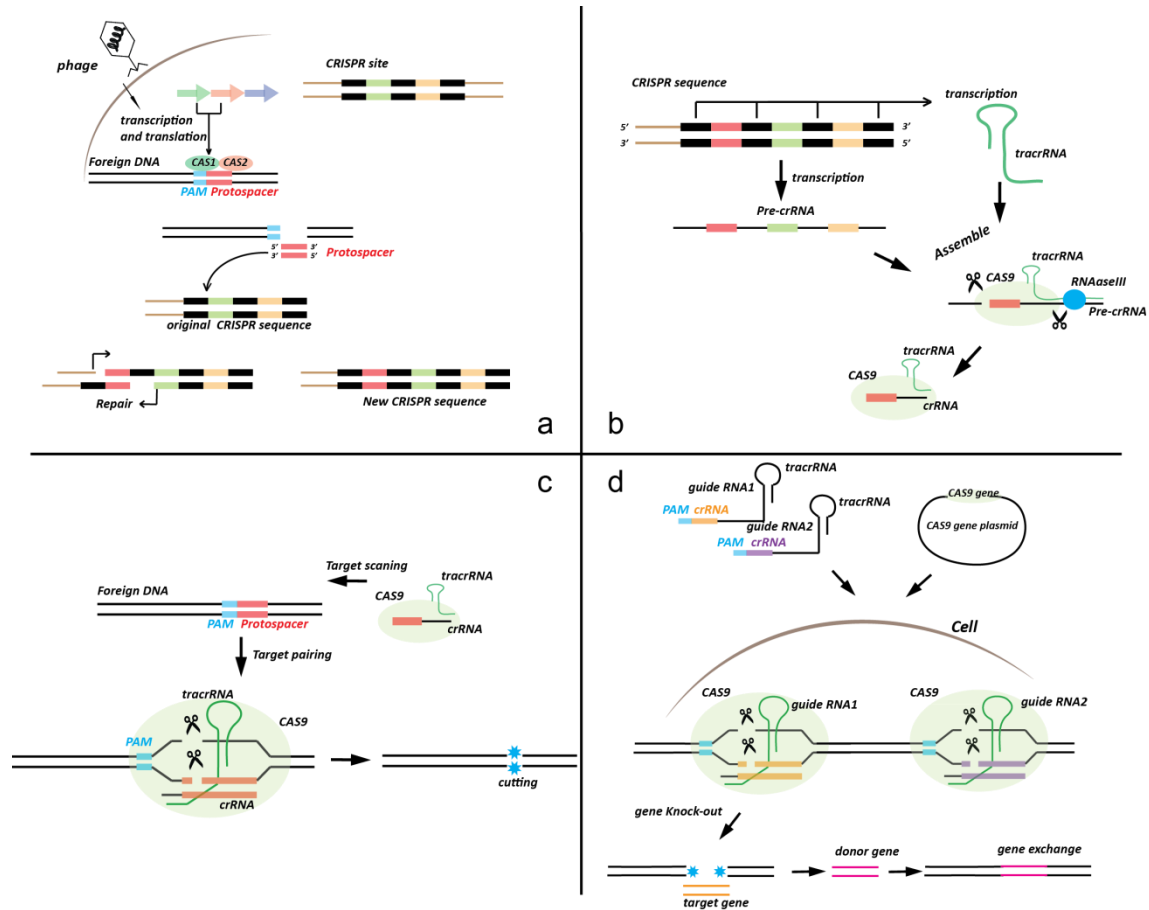 phage
transcription
and translation
CRISPR site
Foreign DNA
CAS1
CAS2
PAM Protospacer
5' 3'
3' 5'
Protospacer
original CRISPR sequence
Repair
New CRISPR sequence
a
CRISPR sequence
5' 3'
3' 5'
transcription
tracrRNA
transcription
Pre-crRNA
Assemble
CAS9
tracrRNA
RNAaseIII
Pre-crRNA
CAS9
tracrRNA
crRNA
b
c
Target scaning
Foreign DNA
PAM Protospacer
CAS9
tracrRNA
crRNA
Target pairing
tracrRNA
CAS9
PAM
crRNA
cutting
d
guide RNA1
tracrRNA
PAM crRNA
guide RNA2
tracrRNA
PAM crRNA
CAS9 gene
CAS9 gene plasmid
Cell
CAS9
guide RNA1
CAS9
guide RNA2
gene Knock-out
target gene
donor gene
gene exchange